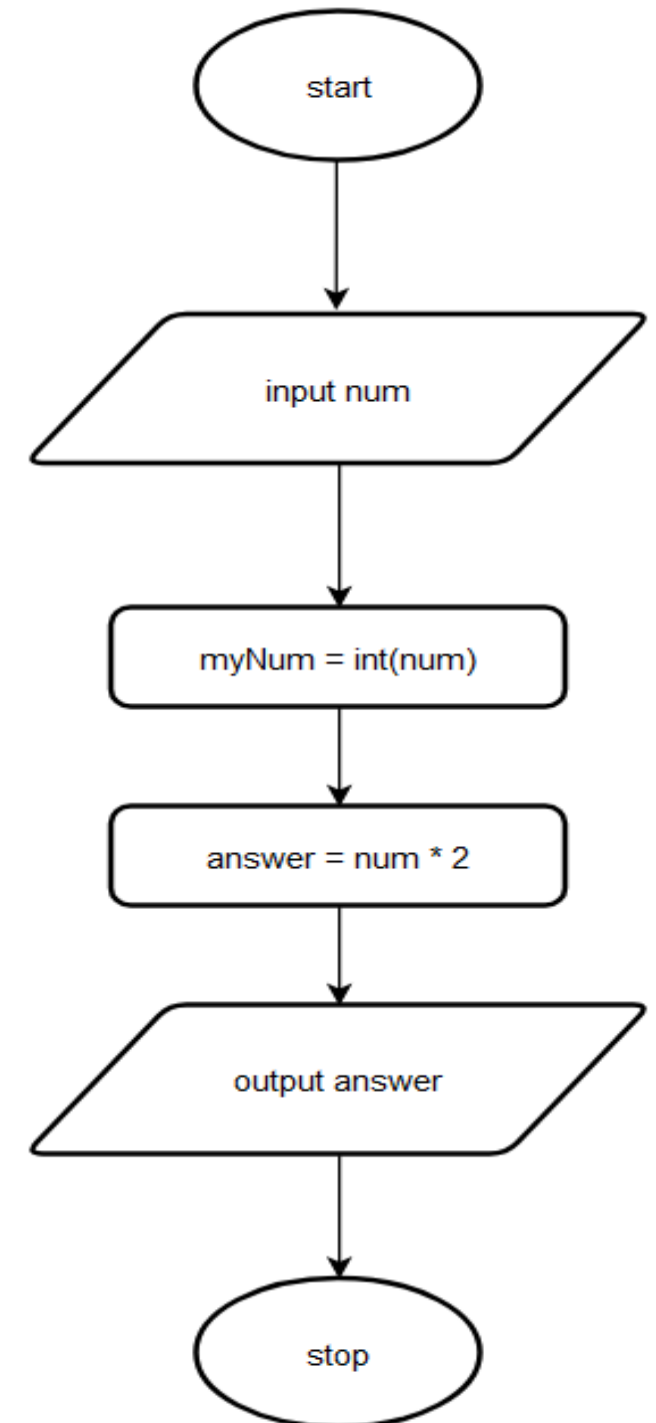 start
input num
myNum = int(num)
answer = num * 2
output answer
stop